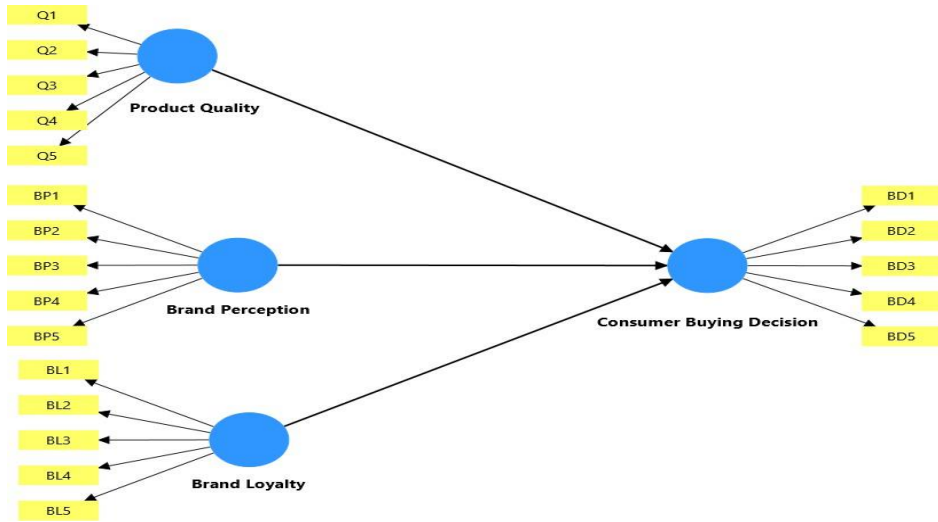 Q1
Q2
Q3
Q4
Q5
Product Quality
BP1
BP2
BP3
BP4
BP5
Brand Perception
BL1
BL2
BL3
BL4
BL5
Brand Loyalty
BD1
BD2
BD3
BD4
BD5
Consumer Buying Decision